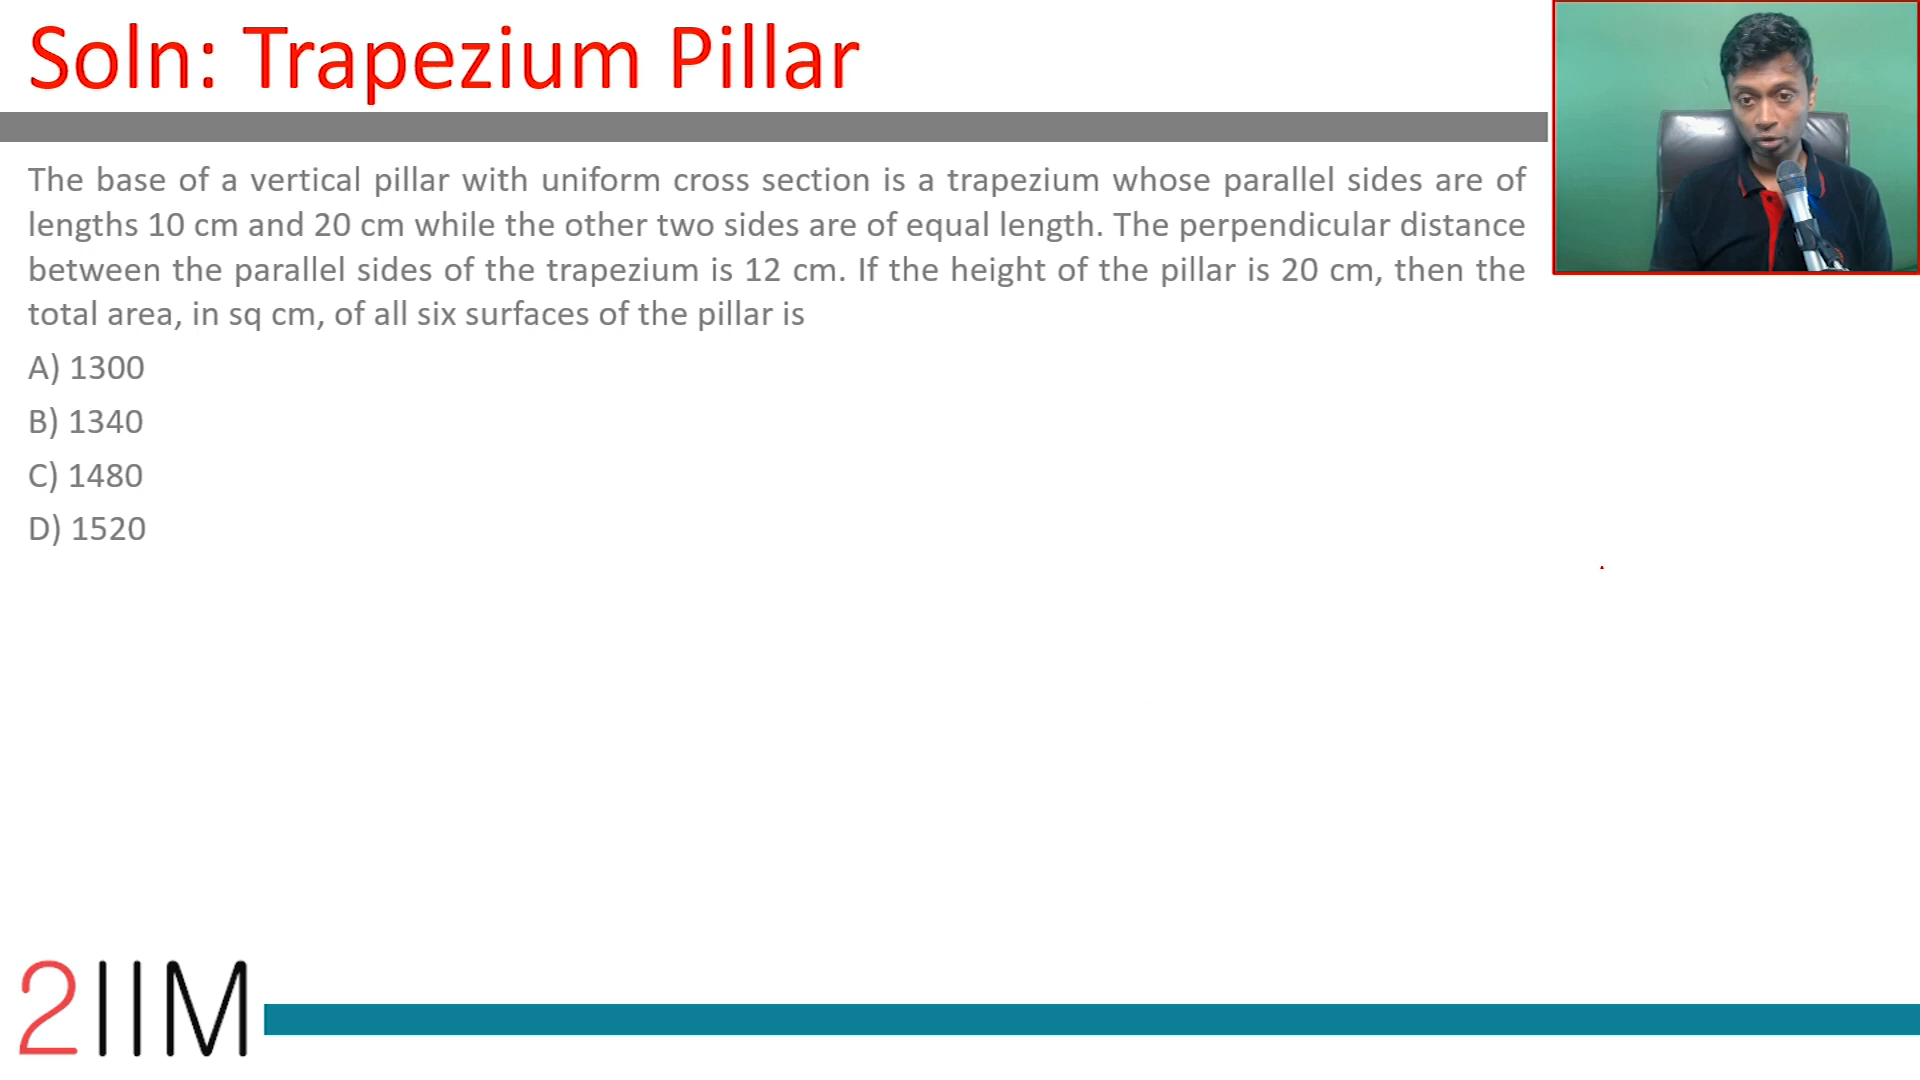 Soln: Trapezium Pillar
The base of a vertical pillar with uniform cross section is a trapezium whose parallel sides are of
lengths 10 cm and 20 cm while the other two sides are of equal length. The perpendicular distance
between the parallel sides of the trapezium is 12 cm. If the height of the pillar is 20 cm, then the
total area, in sq cm, of all six surfaces of the pillar is
A) 1300
B) 1340
C) 1480
D) 1520
2IIM